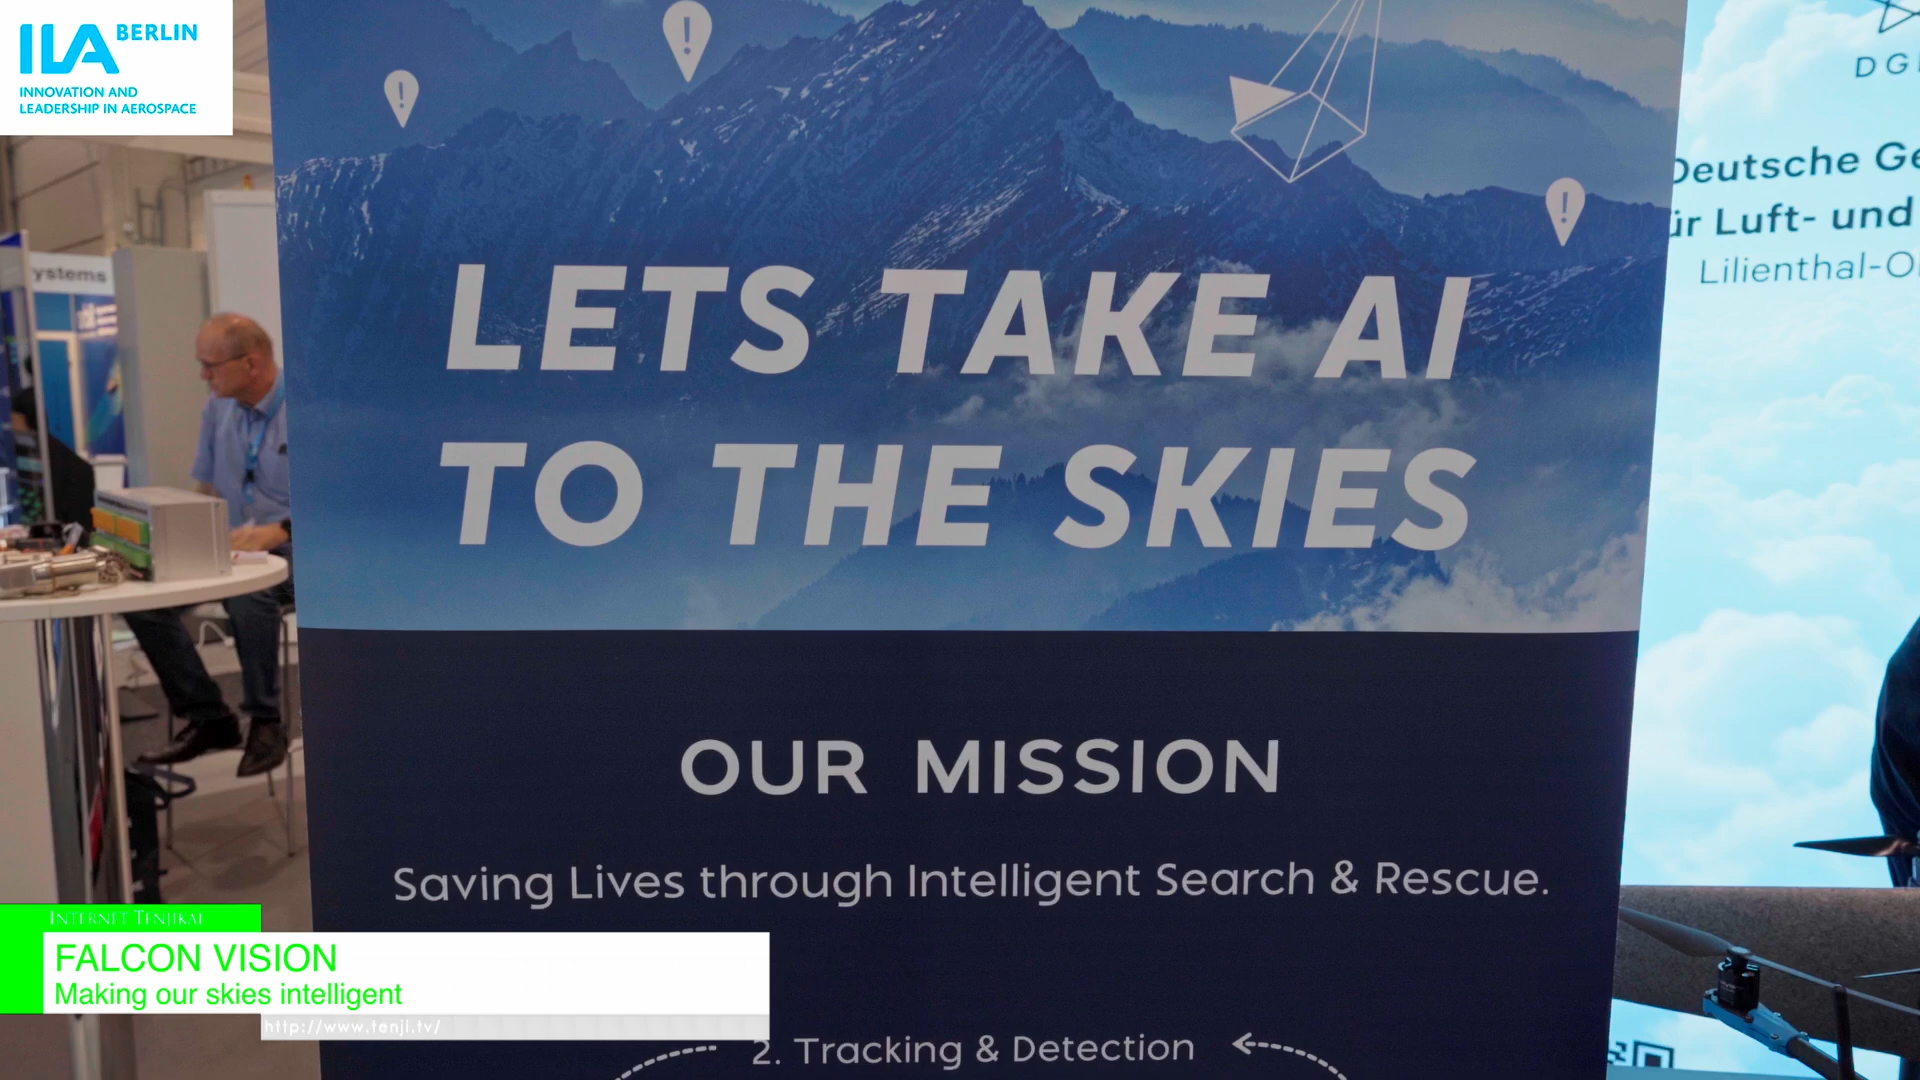 ILA BERLIN
INNOVATION AND
LEADERSHIP IN AEROSPACE
ystems
LETS TAKE AI
TO THE SKIES
OUR MISSION
Saving Lives through Intelligent Search & Rescue.
2. Tracking & Detection
DG
Deutsche Ge
ür Luft- und
Lilienthal-O
INTERNET TENJIKAI
FALCON VISION
Making our skies intelligent
http://www.tenji.tv/